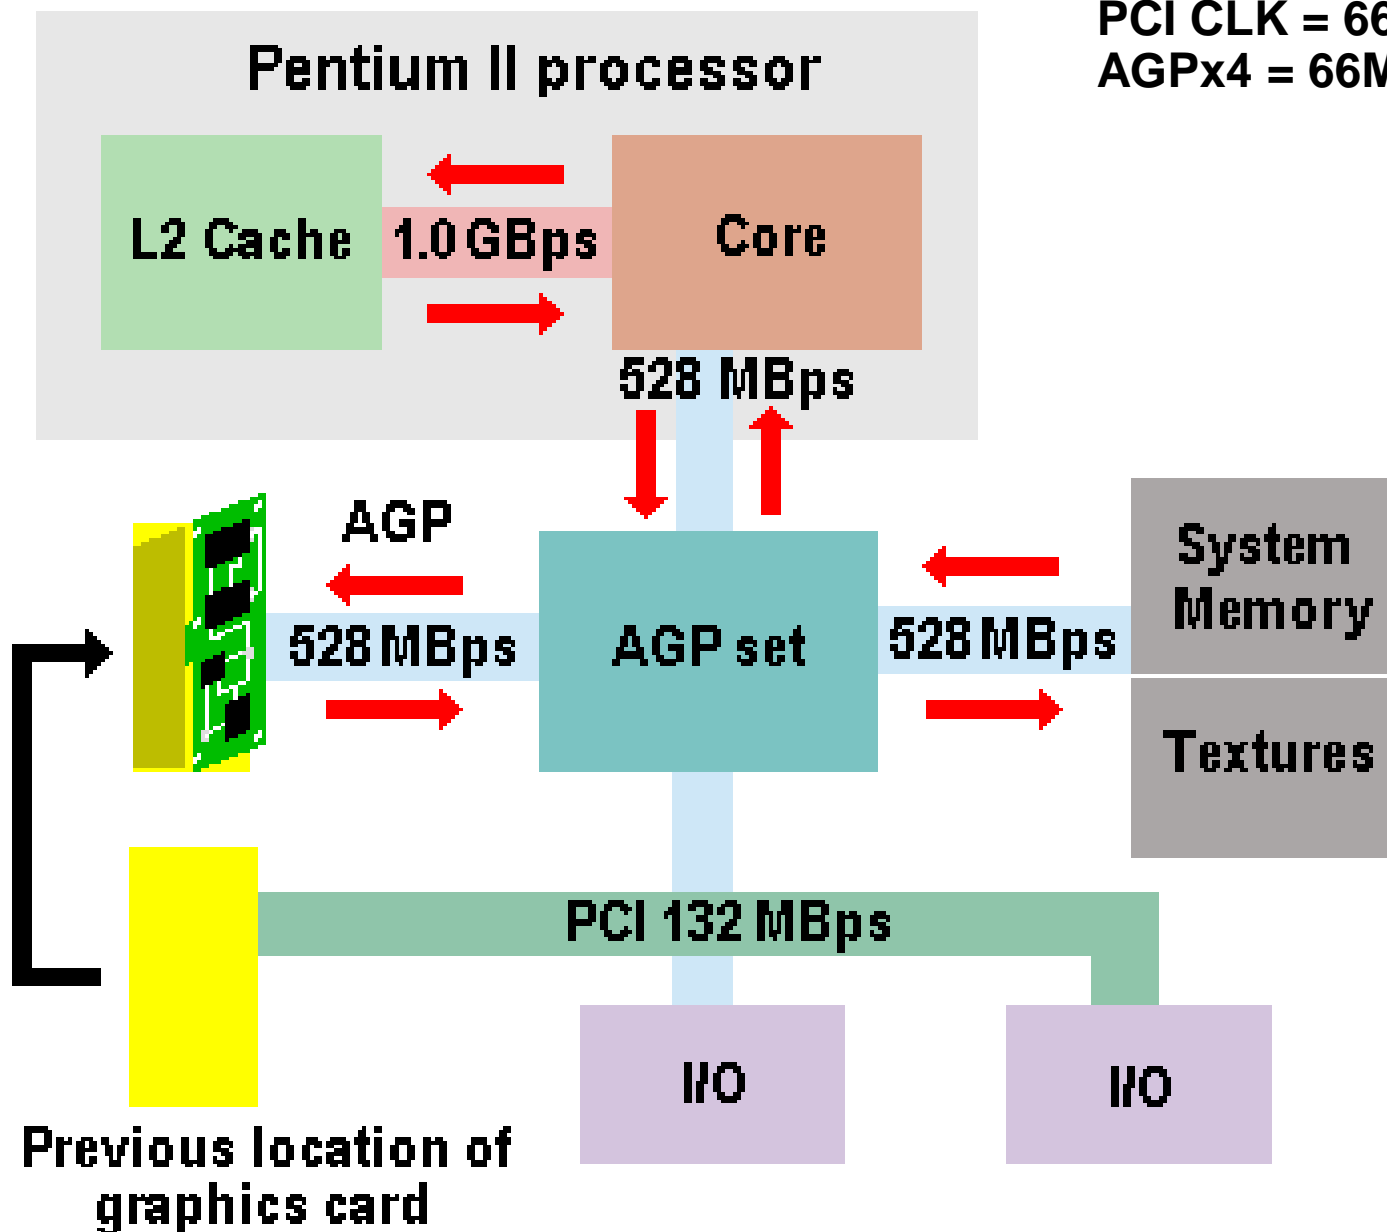 PCI CLK = 66
AGPx4 = 66M
Pentium II processor
L2 Cache
1.0 GBps
Core
528 MBps
AGP
528 MBps
AGP set
528 MBps
System
Memory
Textures
PCI 132 MBps
I/O
I/O
Previous location of
graphics card